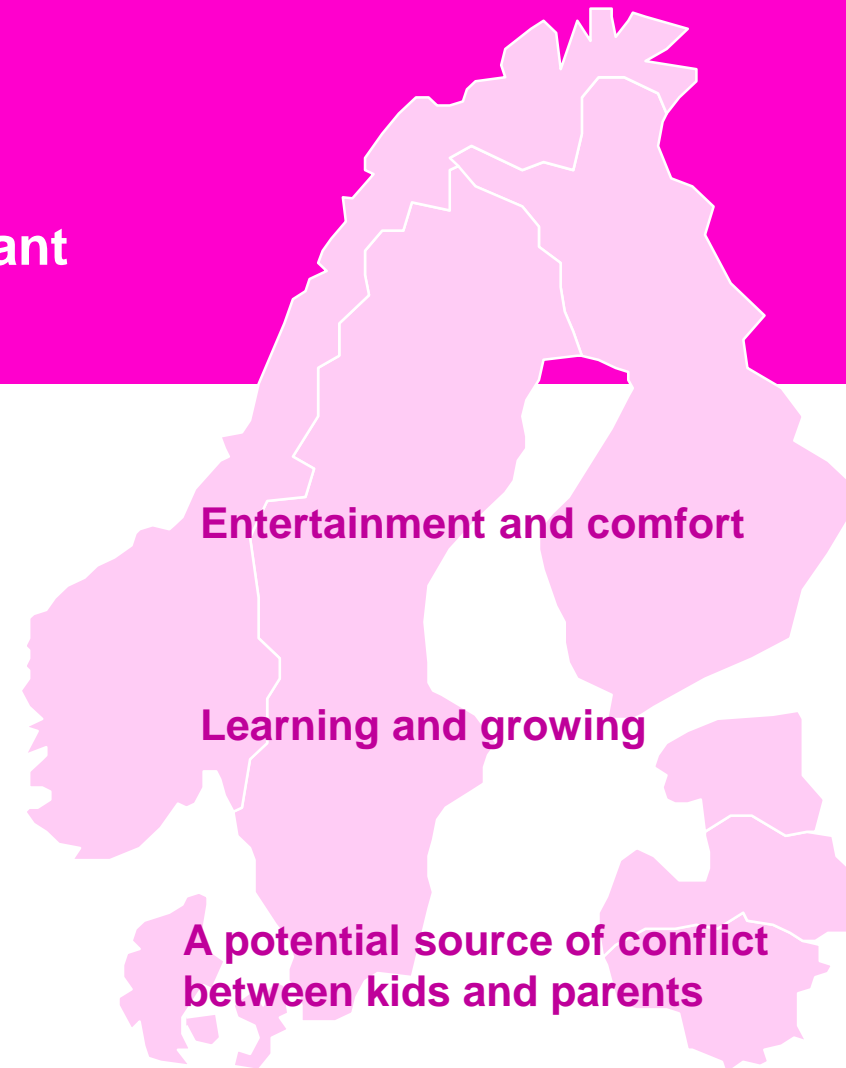 ant
Entertainment and comfort
Learning and growing
A potential source of conflict
between kids and parents